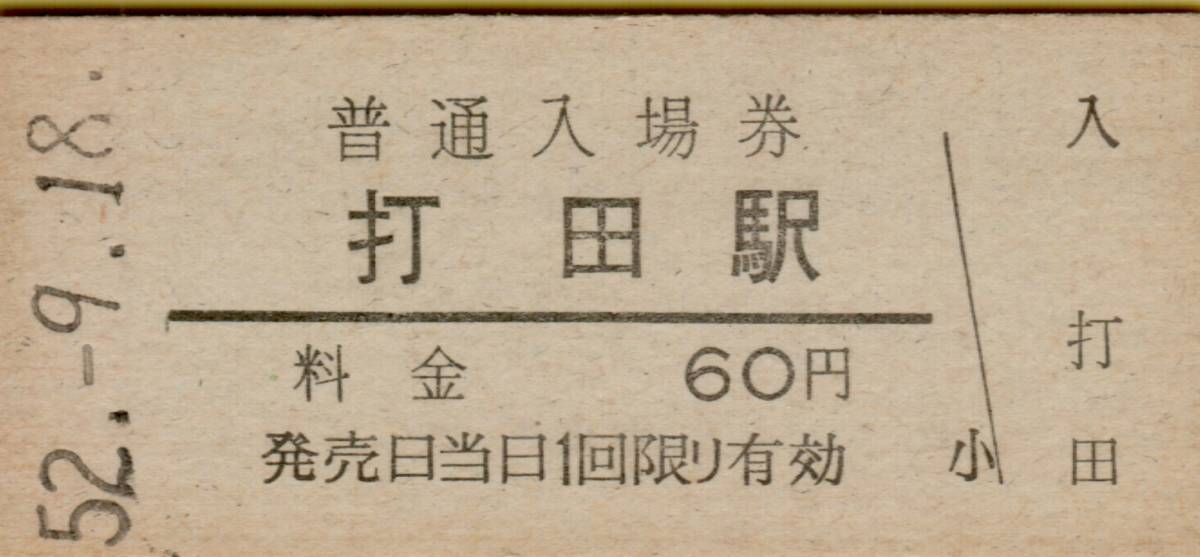 普通入場券
打田駅
料金 60円
発売日当日1回限り有効
小
入
打
田
52.-9.18.